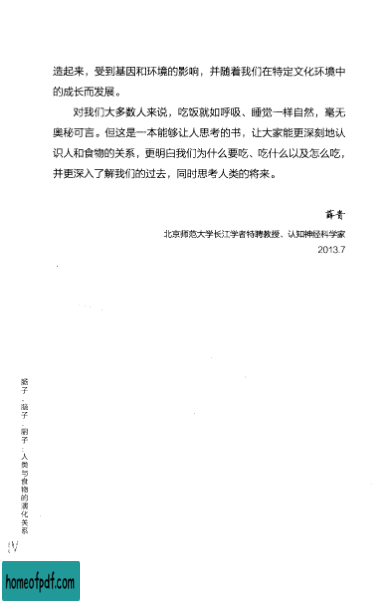 造起来，受到基因和环境的影响，并随着我们在特定文化环境中
的成长而发展。
对我们大多数人来说，吃饭就如呼吸、睡觉一样自然，毫无
奥秘可言。但这是一本能够让人思考的书，让大家能更深刻地认
识人和食物的关系，更明白我们为什么要吃、吃什么以及怎么吃，
并更深入了解我们的过去，同时思考人类的将来。
薛贵
北京师范大学长江学者特聘教授、认知神经科学家
2013.7
肠子，脑子，厨子：人类与食物的演化关系
IV
homeofpdf.com